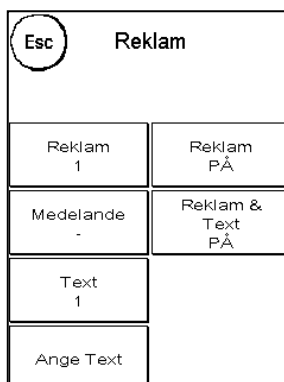 Esc
Reklam
Reklam
1
Reklam
PÅ
Medelande
-
Reklam &
Text
PÅ
Text
1
Ange Text